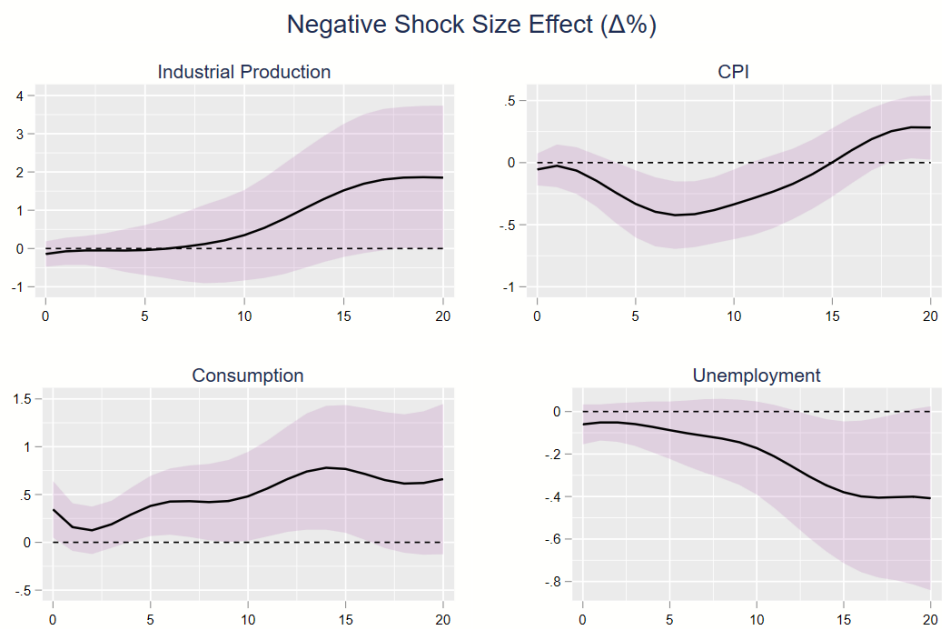 Negative Shock Size Effect (Δ%)
Industrial Production
4
3
2
1
0
-1
0 5 10 15 20
CPI
.5
0
-.5
-1
0 5 10 15 20
Consumption
1.5
1
.5
0
-.5
0 5 10 15 20
Unemployment
0
-.2
-.4
-.6
-.8
0 5 10 15 20